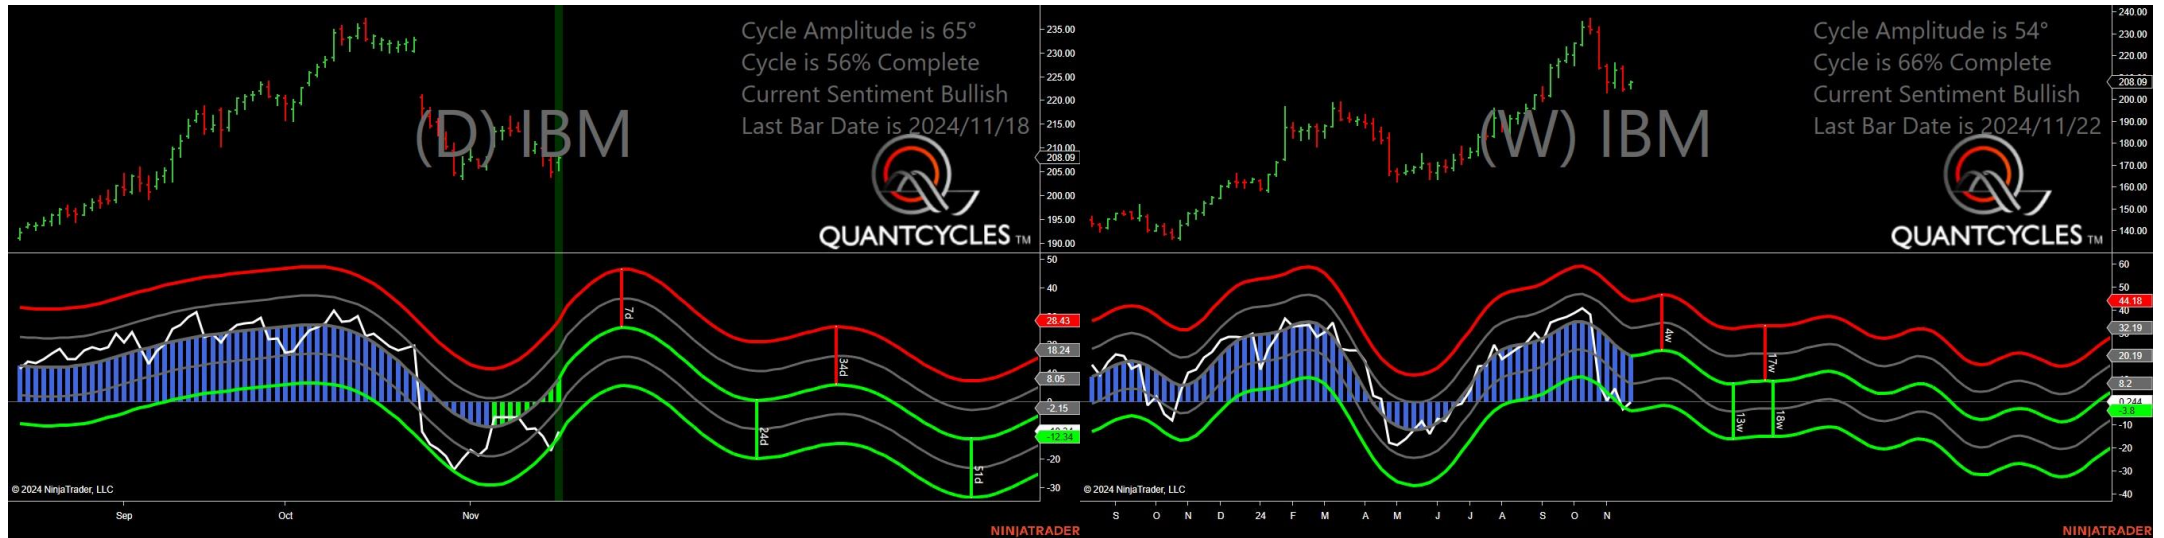 Cycle Amplitude is 65°
Cycle is 56% Complete
Current Sentiment Bullish
Last Bar Date is 2024/11/18
(D) IBM
QUANTCYCLES TM
235.00
230.00
225.00
220.00
215.00
210.00
208.09
205.00
200.00
195.00
190.00
50
40
28.43
18.24
8.05
-2.15
-12.34
-20
-30
7d
24d
34d
51d
© 2024 NinjaTrader, LLC
Sep Oct Nov
NINJATRADER
Cycle Amplitude is 54°
Cycle is 66% Complete
Current Sentiment Bullish
Last Bar Date is 2024/11/22
(W) IBM
QUANTCYCLES TM
240.00
230.00
220.00
208.09
200.00
190.00
180.00
170.00
160.00
150.00
140.00
60
50
44.18
40
32.19
20.19
8.2
0.244
-3.8
-10
-20
-30
-40
4w
13w
17w
18w
© 2024 NinjaTrader, LLC
S O N D 24 F M A M J J A S O N
NINJATRADER